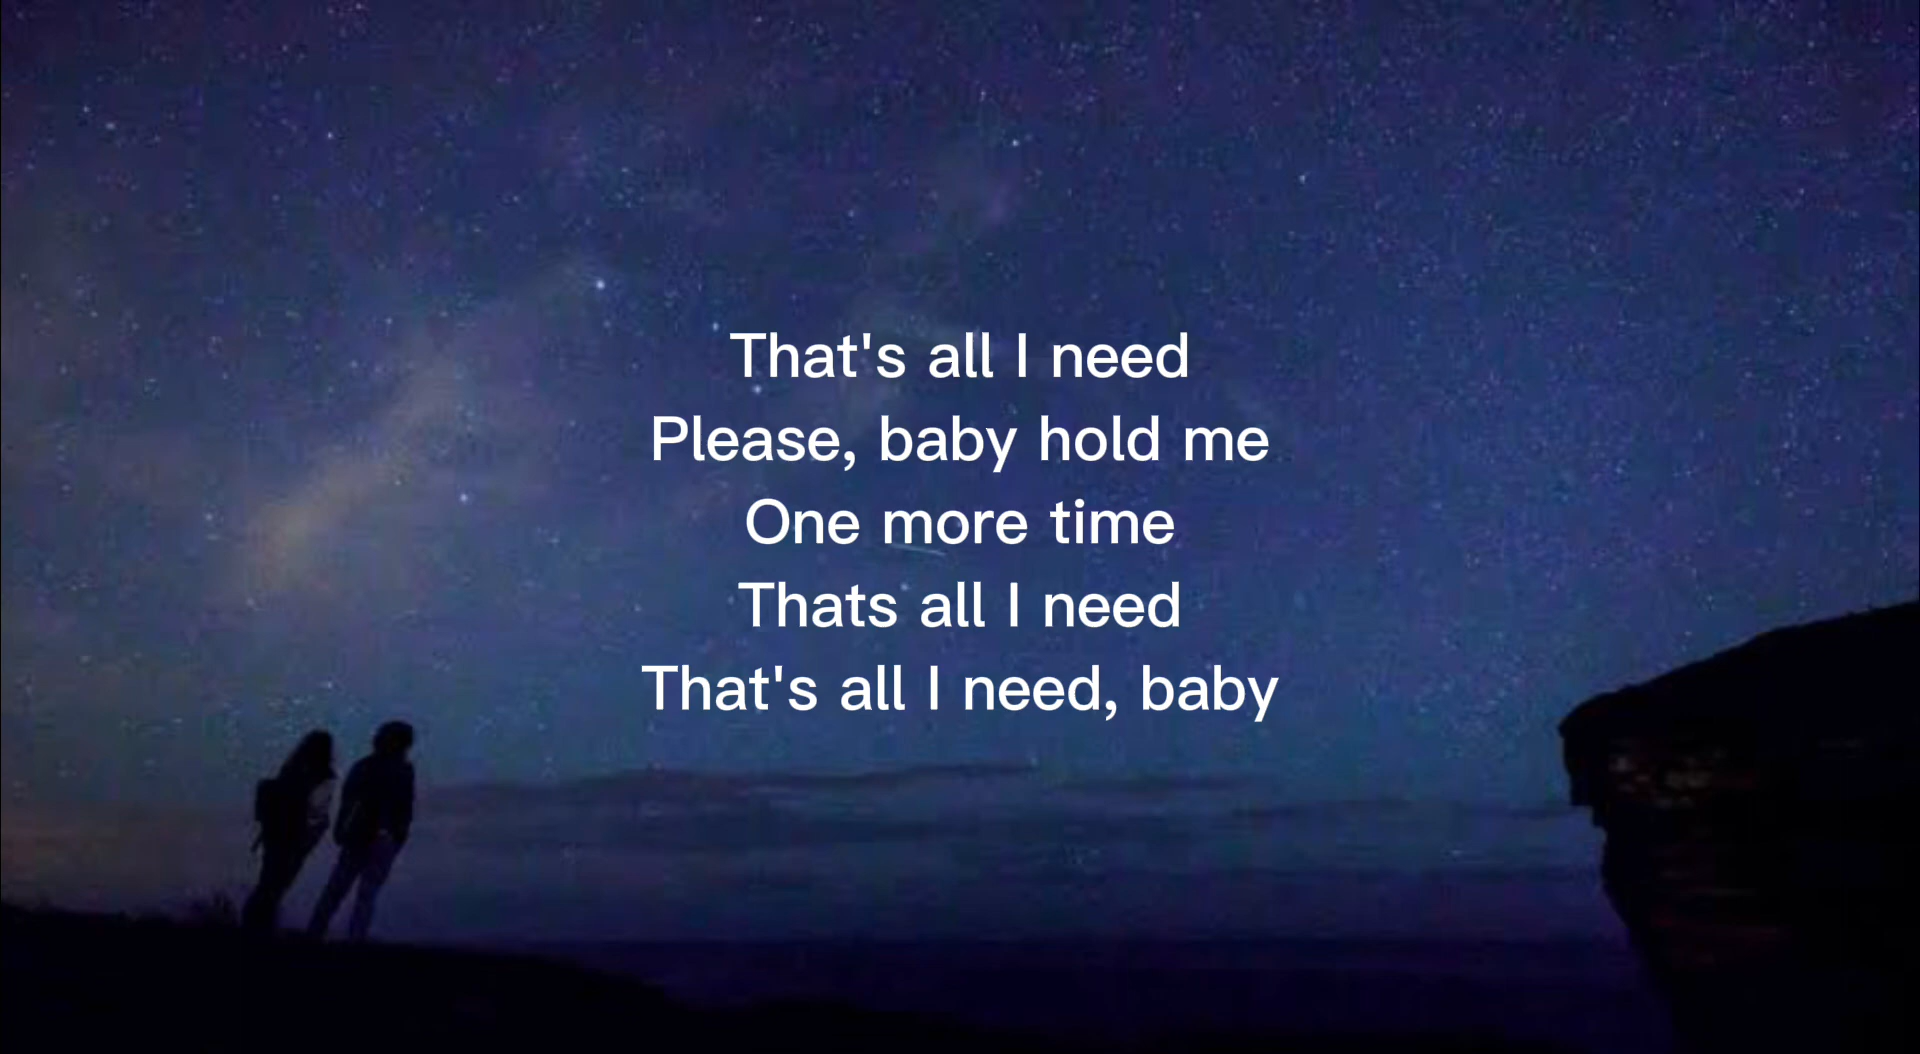 That's all I need
Please, baby hold me
One more time
Thats all I need
That's all I need, baby